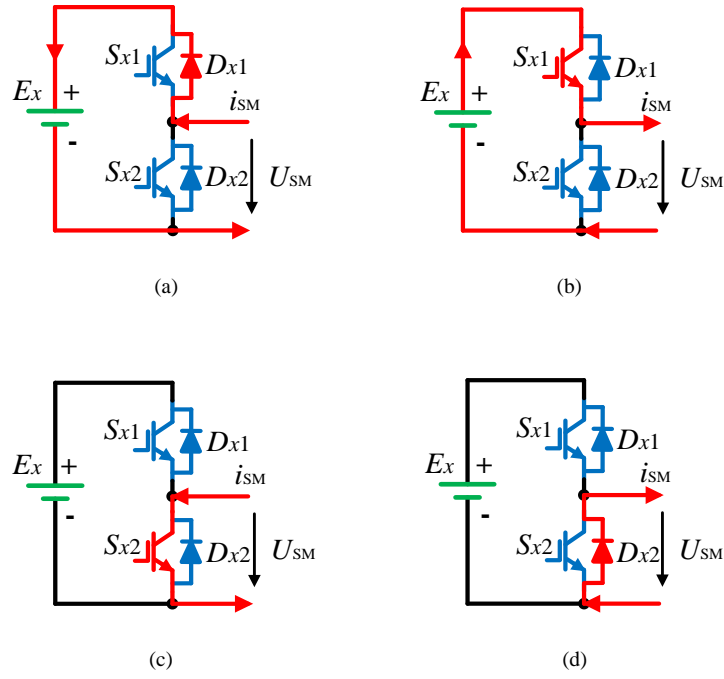 Sx1 Dx1
Ex + iSM
-
Sx2 Dx2 USM
(a)
Sx1 Dx1
Ex + iSM
-
Sx2 Dx2 USM
(b)
Sx1 Dx1
Ex + iSM
-
Sx2 Dx2 USM
(c)
Sx1 Dx1
Ex + iSM
-
Sx2 Dx2 USM
(d)